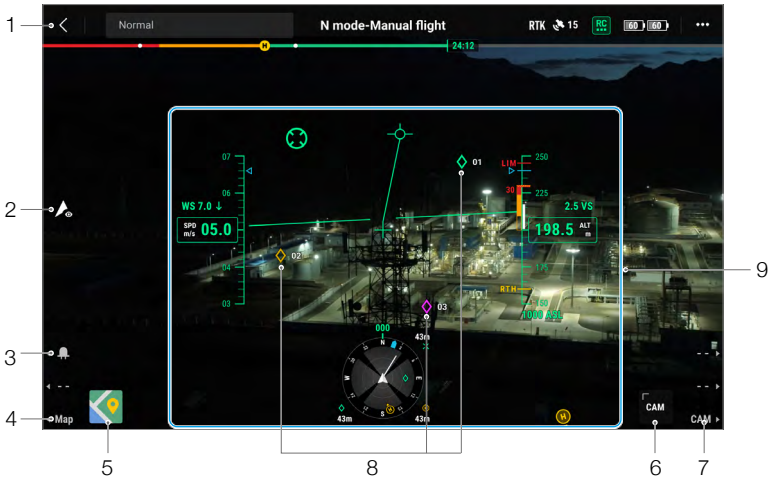 1
Normal
N mode-Manual flight
RTK 15 RC 60 60
H
24:12
01
07
LIM
250
06
30
225
2
WS 7.0 ↓
2.5 VS
SPD m/s 05.0
198.5 ALT m
02
04
175
9
03
RTH
150
03
1000 ASL
000
43m
N
3
W
E
--
--
--
S
H
4
Map
43m
43m
H
CAM
CAM
5
8
6
7